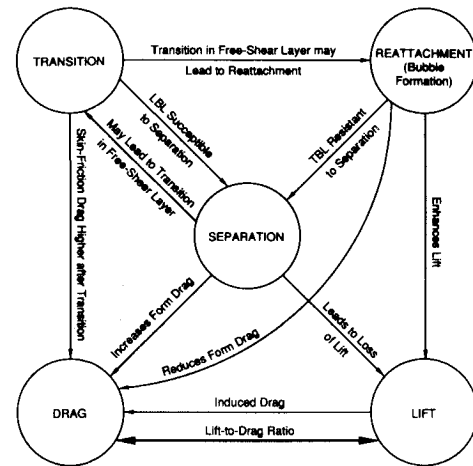 TRANSITION
Transition in Free-Shear Layer may
Lead to Reattachment
REATTACHMENT
(Bubble
Formation)
LBL Succeptible
to Separation
May Lead to Transition
in Free-Shear Layer
TBL Resistant
to Separation
Skin-Friction Drag Higher after Transition
SEPARATION
Enhances Lift
Increases Form Drag
Reduces Form Drag
Leads to Loss
of Lift
DRAG
Induced Drag
Lift-to-Drag Ratio
LIFT